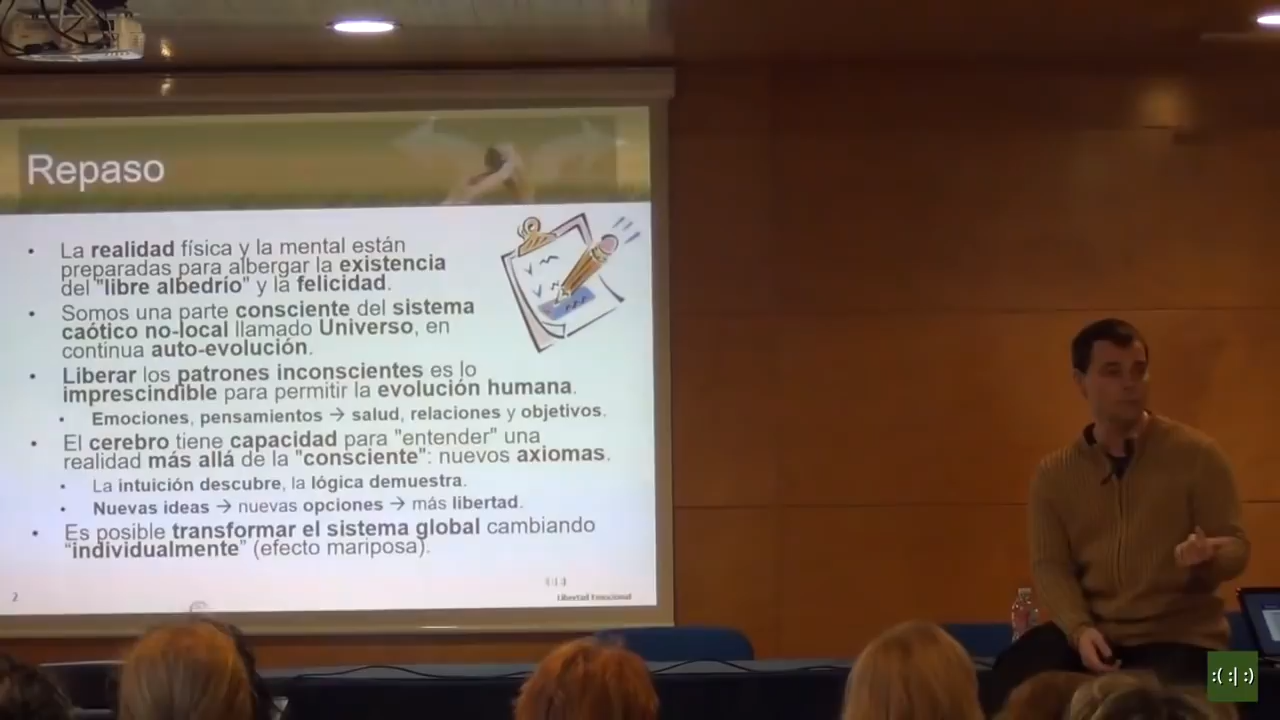 Repaso
• La realidad física y la mental están
preparadas para albergar la existencia
del "libre albedrío" y la felicidad.
• Somos una parte consciente del sistema
caótico no-local llamado Universo, en
continua auto-evolución.
• Liberar los patrones inconscientes es lo
imprescindible para permitir la evolución humana.
• Emociones, pensamientos → salud, relaciones y objetivos.
• El cerebro tiene capacidad para "entender" una
realidad más allá de la "consciente": nuevos axiomas.
• La intuición descubre, la lógica demuestra.
• Nuevas ideas → nuevas opciones → más libertad.
• Es posible transformar el sistema global cambiando
"individualmente" (efecto mariposa).
2
Libertad Emocional
:( :| :)